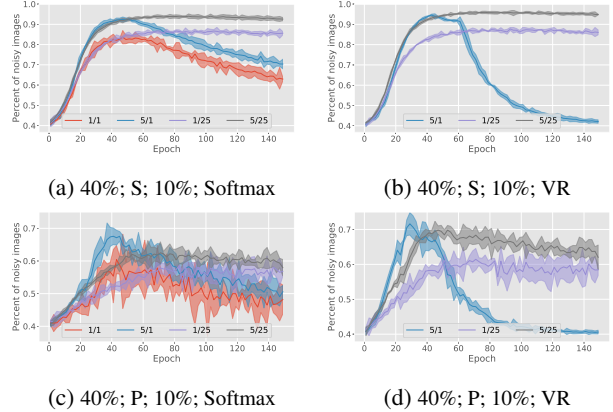 Percent of noisy images
1.0
0.9
0.8
0.7
0.6
0.5
0.4
0 20 40 60 80 100 120 140
Epoch
1/1 5/1 1/25 5/25
(a) 40%; S; 10%; Softmax
Percent of noisy images
1.0
0.9
0.8
0.7
0.6
0.5
0.4
0 20 40 60 80 100 120 140
Epoch
5/1 1/25 5/25
(b) 40%; S; 10%; VR
Percent of noisy images
0.7
0.6
0.5
0.4
0 20 40 60 80 100 120 140
Epoch
1/1 5/1 1/25 5/25
(c) 40%; P; 10%; Softmax
Percent of noisy images
0.7
0.6
0.5
0.4
0 20 40 60 80 100 120 140
Epoch
5/1 1/25 5/25
(d) 40%; P; 10%; VR